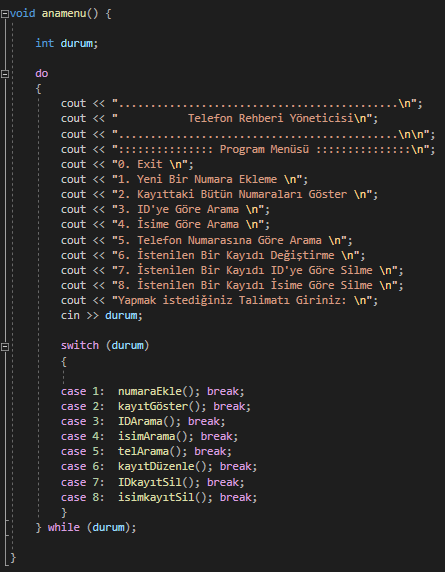 void anamenu() {
int durum;
do
{
cout << "............................................\n";
cout << "           Telefon Rehberi Yöneticisi\n";
cout << "............................................\n\n";
cout << "::::::::::::::: Program Menüsü :::::::::::::::\n";
cout << "0. Exit \n";
cout << "1. Yeni Bir Numara Ekleme \n";
cout << "2. Kayıttaki Bütün Numaraları Göster \n";
cout << "3. ID'ye Göre Arama \n";
cout << "4. İsime Göre Arama \n";
cout << "5. Telefon Numarasına Göre Arama \n";
cout << "6. İstenilen Bir Kayıdı Değiştirme \n";
cout << "7. İstenilen Bir Kayıdı ID'ye Göre Silme \n";
cout << "8. İstenilen Bir Kayıdı İsime Göre Silme \n";
cout << "Yapmak istediğiniz Talimatı Giriniz: \n";
cin >> durum;
switch (durum)
{
case 1:  numaraEkle(); break;
case 2:  kayıtGöster(); break;
case 3:  IDArama(); break;
case 4:  isimArama(); break;
case 5:  telArama(); break;
case 6:  kayıtDüzenle(); break;
case 7:  IDkayıtSil(); break;
case 8:  isimkayıtSil(); break;
}
} while (durum);
}